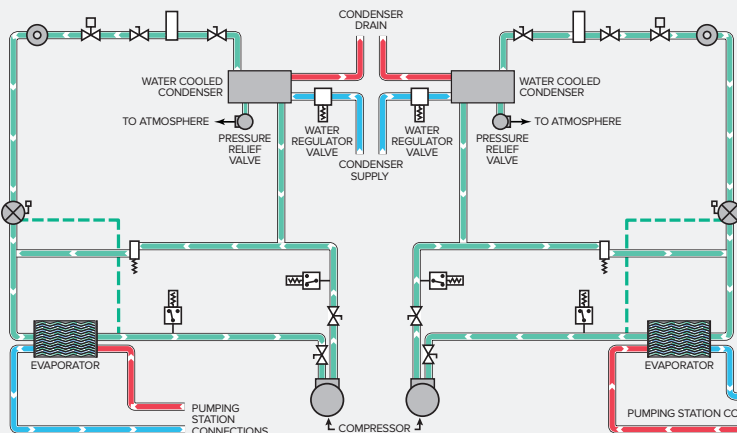 CONDENSER
DRAIN
WATER COOLED
CONDENSER
WATER COOLED
CONDENSER
TO ATMOSPHERE
PRESSURE
RELIEF
VALVE
WATER
REGULATOR
VALVE
CONDENSER
SUPPLY
WATER
REGULATOR
VALVE
TO ATMOSPHERE
PRESSURE
RELIEF
VALVE
EVAPORATOR
EVAPORATOR
PUMPING
STATION
CONNECTIONS
COMPRESSOR
PUMPING STATION CO